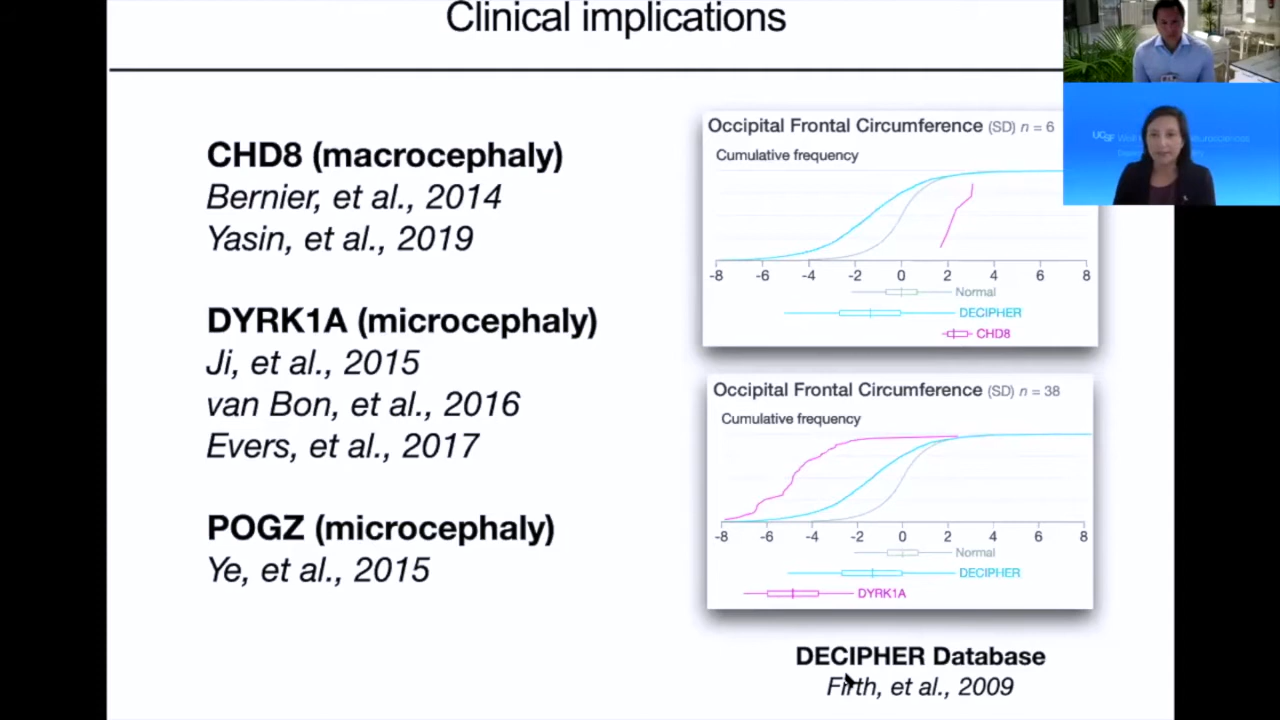 Clinical implications
CHD8 (macrocephaly)
Bernier, et al., 2014
Yasin, et al., 2019
DYRK1A (microcephaly)
Ji, et al., 2015
van Bon, et al., 2016
Evers, et al., 2017
POGZ (microcephaly)
Ye, et al., 2015
Occipital Frontal Circumference (SD) n = 6
Cumulative frequency
-8 -6 -4 -2 0 2 4 6 8
Normal
DECIPHER
CHD8
Occipital Frontal Circumference (SD) n = 38
Cumulative frequency
-8 -6 -4 -2 0 2 4 6 8
Normal
DECIPHER
DYRK1A
DECIPHER Database
Firth, et al., 2009
UCSF